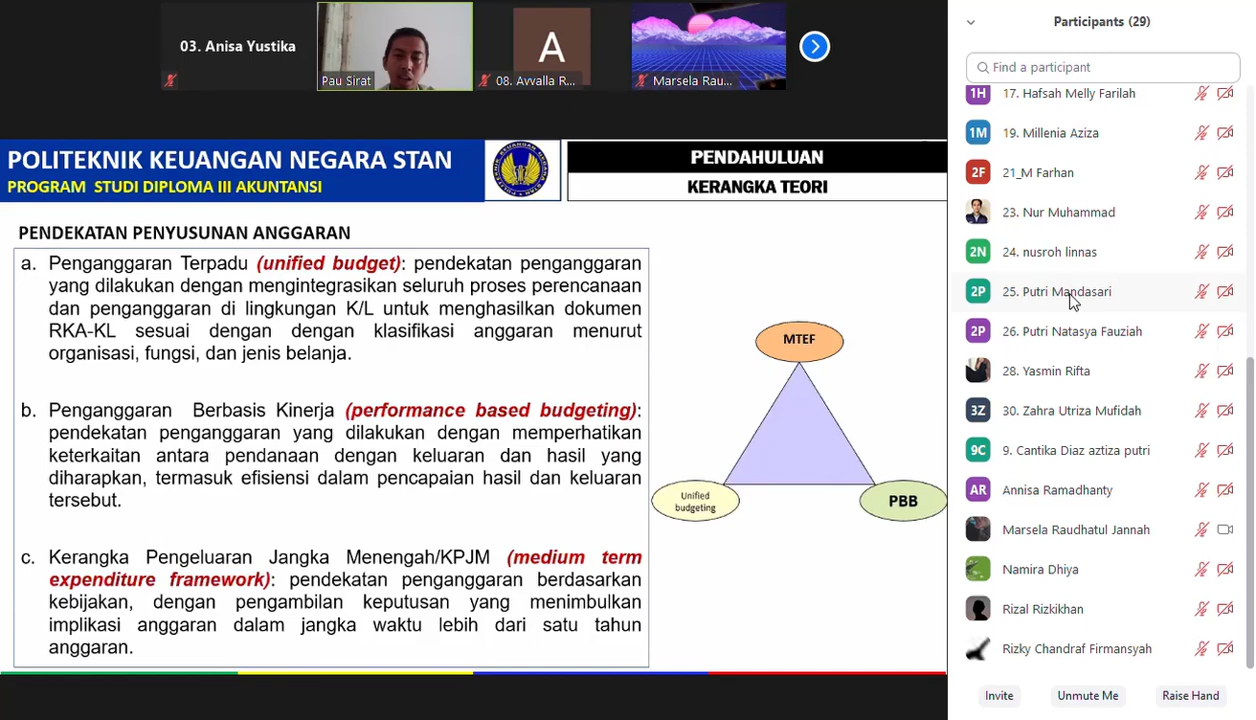 03. Anisa Yustika
Pau Sirat
A
08. Avvalla R...
Marsela Rau...
POLITEKNIK KEUANGAN NEGARA STAN
PROGRAM STUDI DIPLOMA III AKUNTANSI
PENDAHULUAN
KERANGKA TEORI
PENDEKATAN PENYUSUNAN ANGGARAN
a. Penganggaran Terpadu (unified budget): pendekatan penganggaran
yang dilakukan dengan mengintegrasikan seluruh proses perencanaan
dan penganggaran di lingkungan K/L untuk menghasilkan dokumen
RKA-KL sesuai dengan dengan klasifikasi anggaran menurut
organisasi, fungsi, dan jenis belanja.
b. Penganggaran Berbasis Kinerja (performance based budgeting):
pendekatan penganggaran yang dilakukan dengan memperhatikan
keterkaitan antara pendanaan dengan keluaran dan hasil yang
diharapkan, termasuk efisiensi dalam pencapaian hasil dan keluaran
tersebut.
c. Kerangka Pengeluaran Jangka Menengah/KPJM (medium term
expenditure framework): pendekatan penganggaran berdasarkan
kebijakan, dengan pengambilan keputusan yang menimbulkan
implikasi anggaran dalam jangka waktu lebih dari satu tahun
anggaran.
MTEF
Unified
budgeting
PBB
Participants (29)
Find a participant
1H 17. Hafsah Melly Farilah
1M 19. Millenia Aziza
2F 21_M Farhan
23. Nur Muhammad
2N 24. nusroh linnas
2P 25. Putri Mandasari
2P 26. Putri Natasya Fauziah
28. Yasmin Rifta
3Z 30. Zahra Utriza Mufidah
9C 9. Cantika Diaz aztiza putri
AR Annisa Ramadhanty
Marsela Raudhatul Jannah
Namira Dhiya
Rizal Rizkikhan
Rizky Chandraf Firmansyah
Invite
Unmute Me
Raise Hand